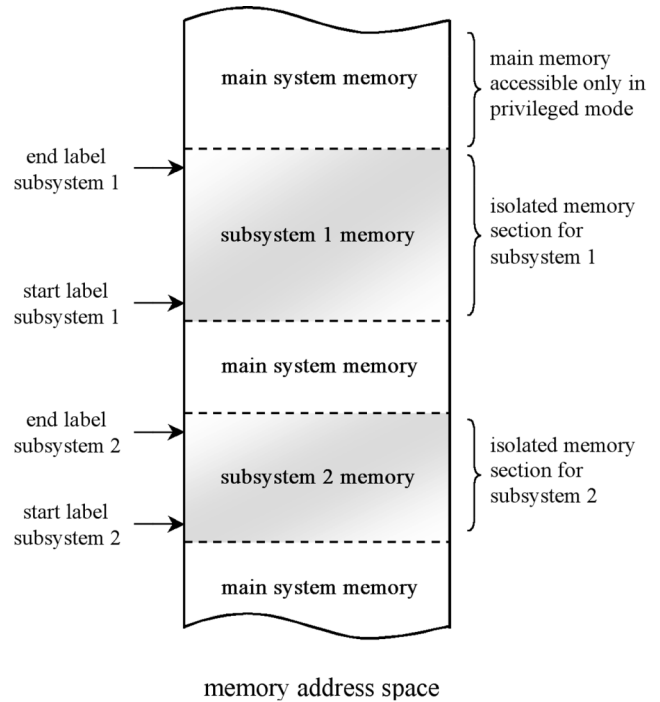 main system memory
main memory
accessible only in
privileged mode
end label
subsystem 1
subsystem 1 memory
isolated memory
section for
subsystem 1
start label
subsystem 1
main system memory
end label
subsystem 2
subsystem 2 memory
isolated memory
section for
subsystem 2
start label
subsystem 2
main system memory
memory address space